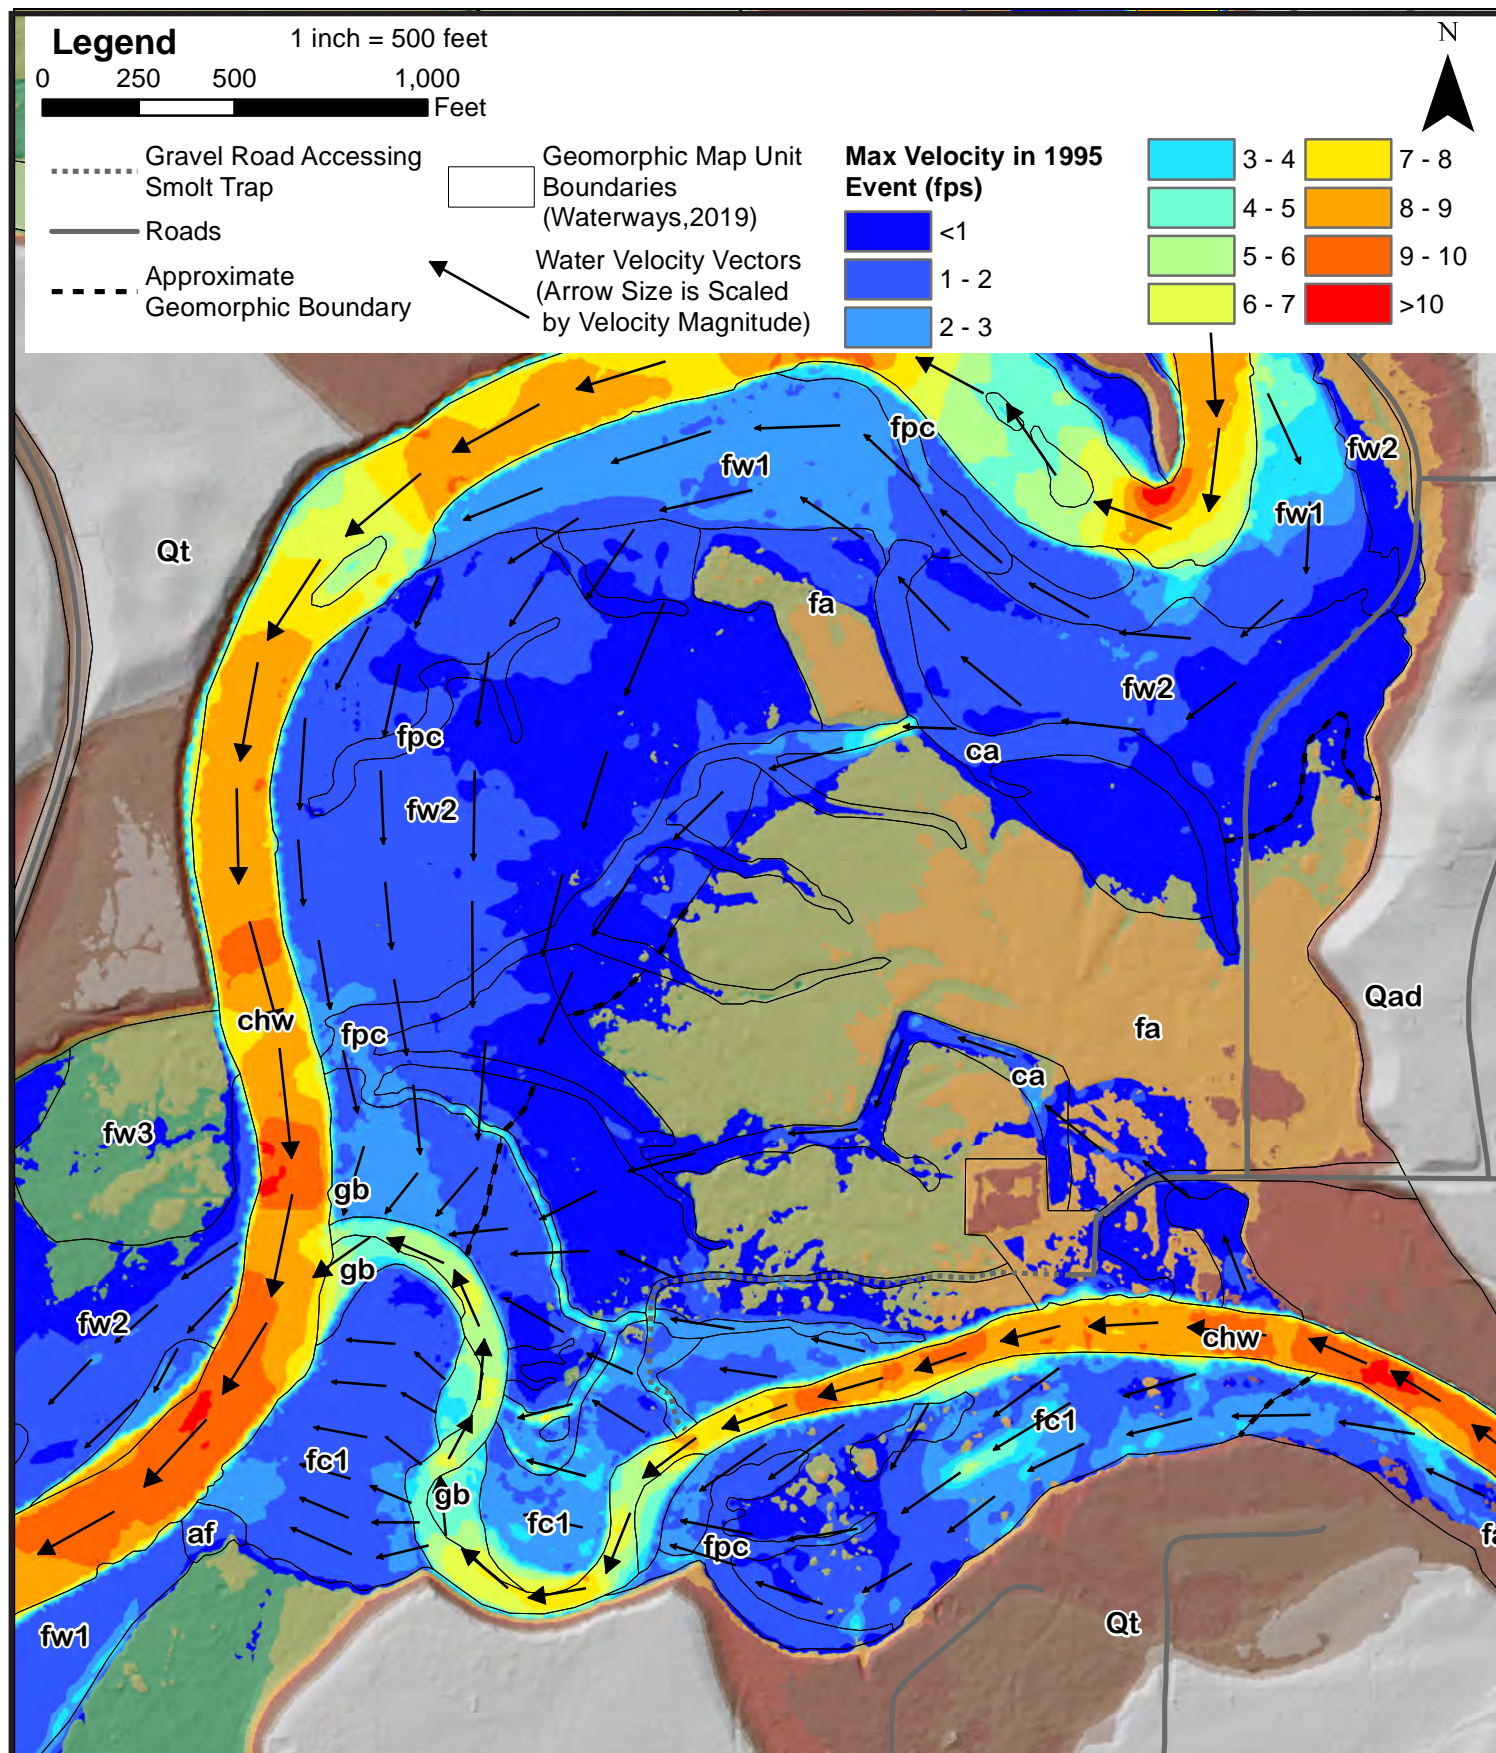 Legend
1 inch = 500 feet
0 250 500 1,000
Feet
Gravel Road Accessing
Smolt Trap
Roads
Approximate
Geomorphic Boundary
Geomorphic Map Unit
Boundaries
(Waterways,2019)
Water Velocity Vectors
(Arrow Size is Scaled
by Velocity Magnitude)
Max Velocity in 1995
Event (fps)
<1
1 - 2
2 - 3
3 - 4
4 - 5
5 - 6
6 - 7
7 - 8
8 - 9
9 - 10
>10
N
fpc
fw2
fw1
fw1
Qt
fa
fw2
fpc
ca
fw2
Qad
chw
fpc
fa
ca
fw3
gb
gb
fw2
chw
fc1
fc1
gb
fc1
af
fpc
fw1
Qt